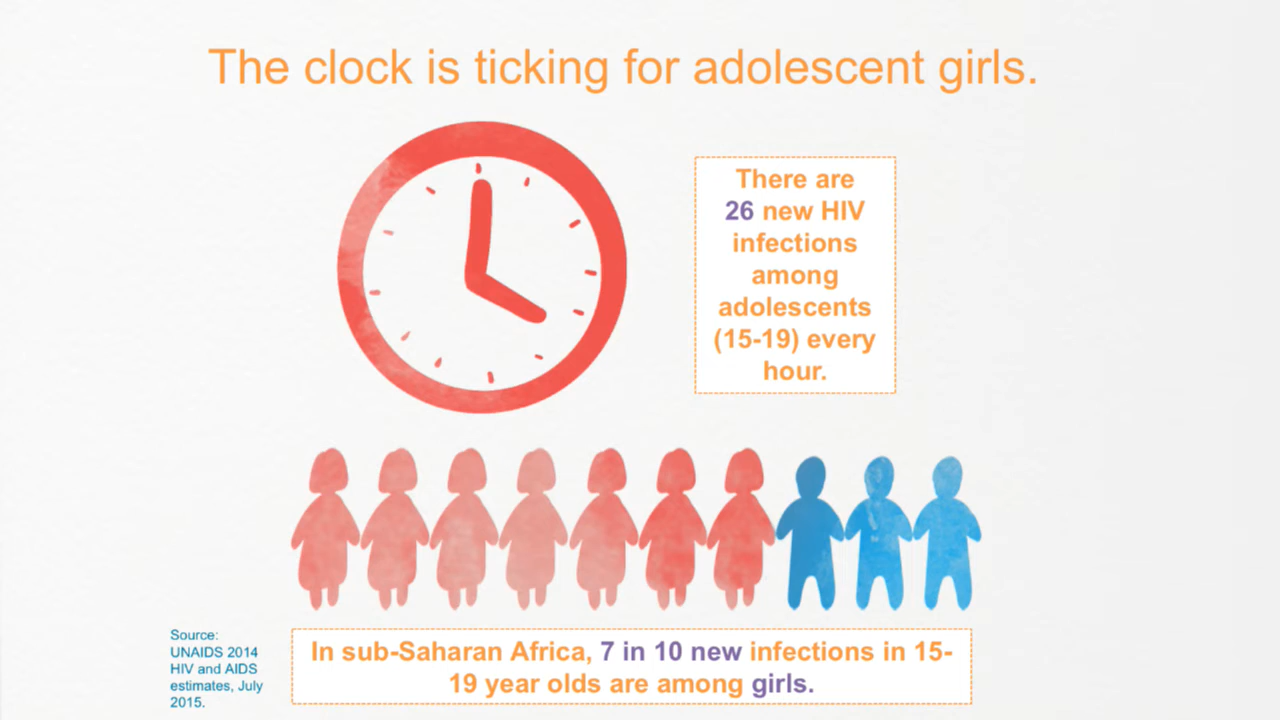 The clock is ticking for adolescent girls.
There are
26 new HIV
infections
among
adolescents
(15-19) every
hour.
Source:
UNAIDS 2014
HIV and AIDS
estimates, July
2015.
In sub-Saharan Africa, 7 in 10 new infections in 15-
19 year olds are among girls.